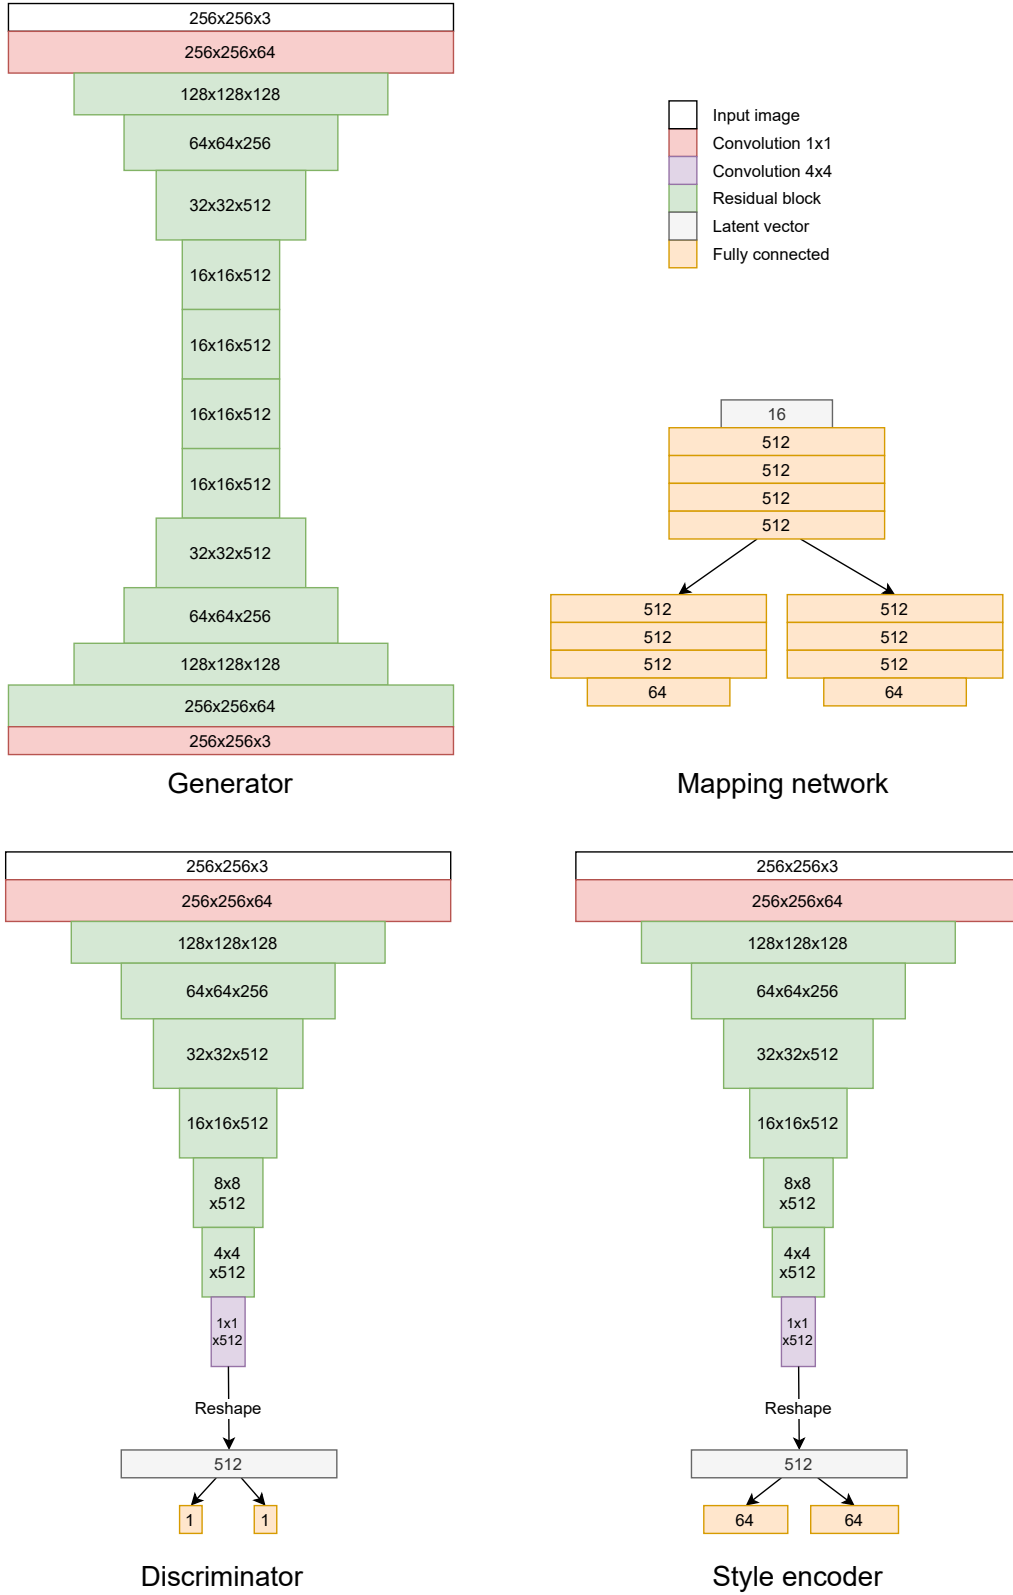 256x256x3
256x256x64
128x128x128
64x64x256
32x32x512
16x16x512
16x16x512
16x16x512
16x16x512
32x32x512
64x64x256
128x128x128
256x256x64
256x256x3
Generator
Input image
Convolution 1x1
Convolution 4x4
Residual block
Latent vector
Fully connected
16
512
512
512
512
512 512
512 512
512 512
64 64
Mapping network
256x256x3
256x256x64
128x128x128
64x64x256
32x32x512
16x16x512
8x8
x512
4x4
x512
1x1
x512
Reshape
512
1 1
Discriminator
256x256x3
256x256x64
128x128x128
64x64x256
32x32x512
16x16x512
8x8
x512
4x4
x512
1x1
x512
Reshape
512
64 64
Style encoder